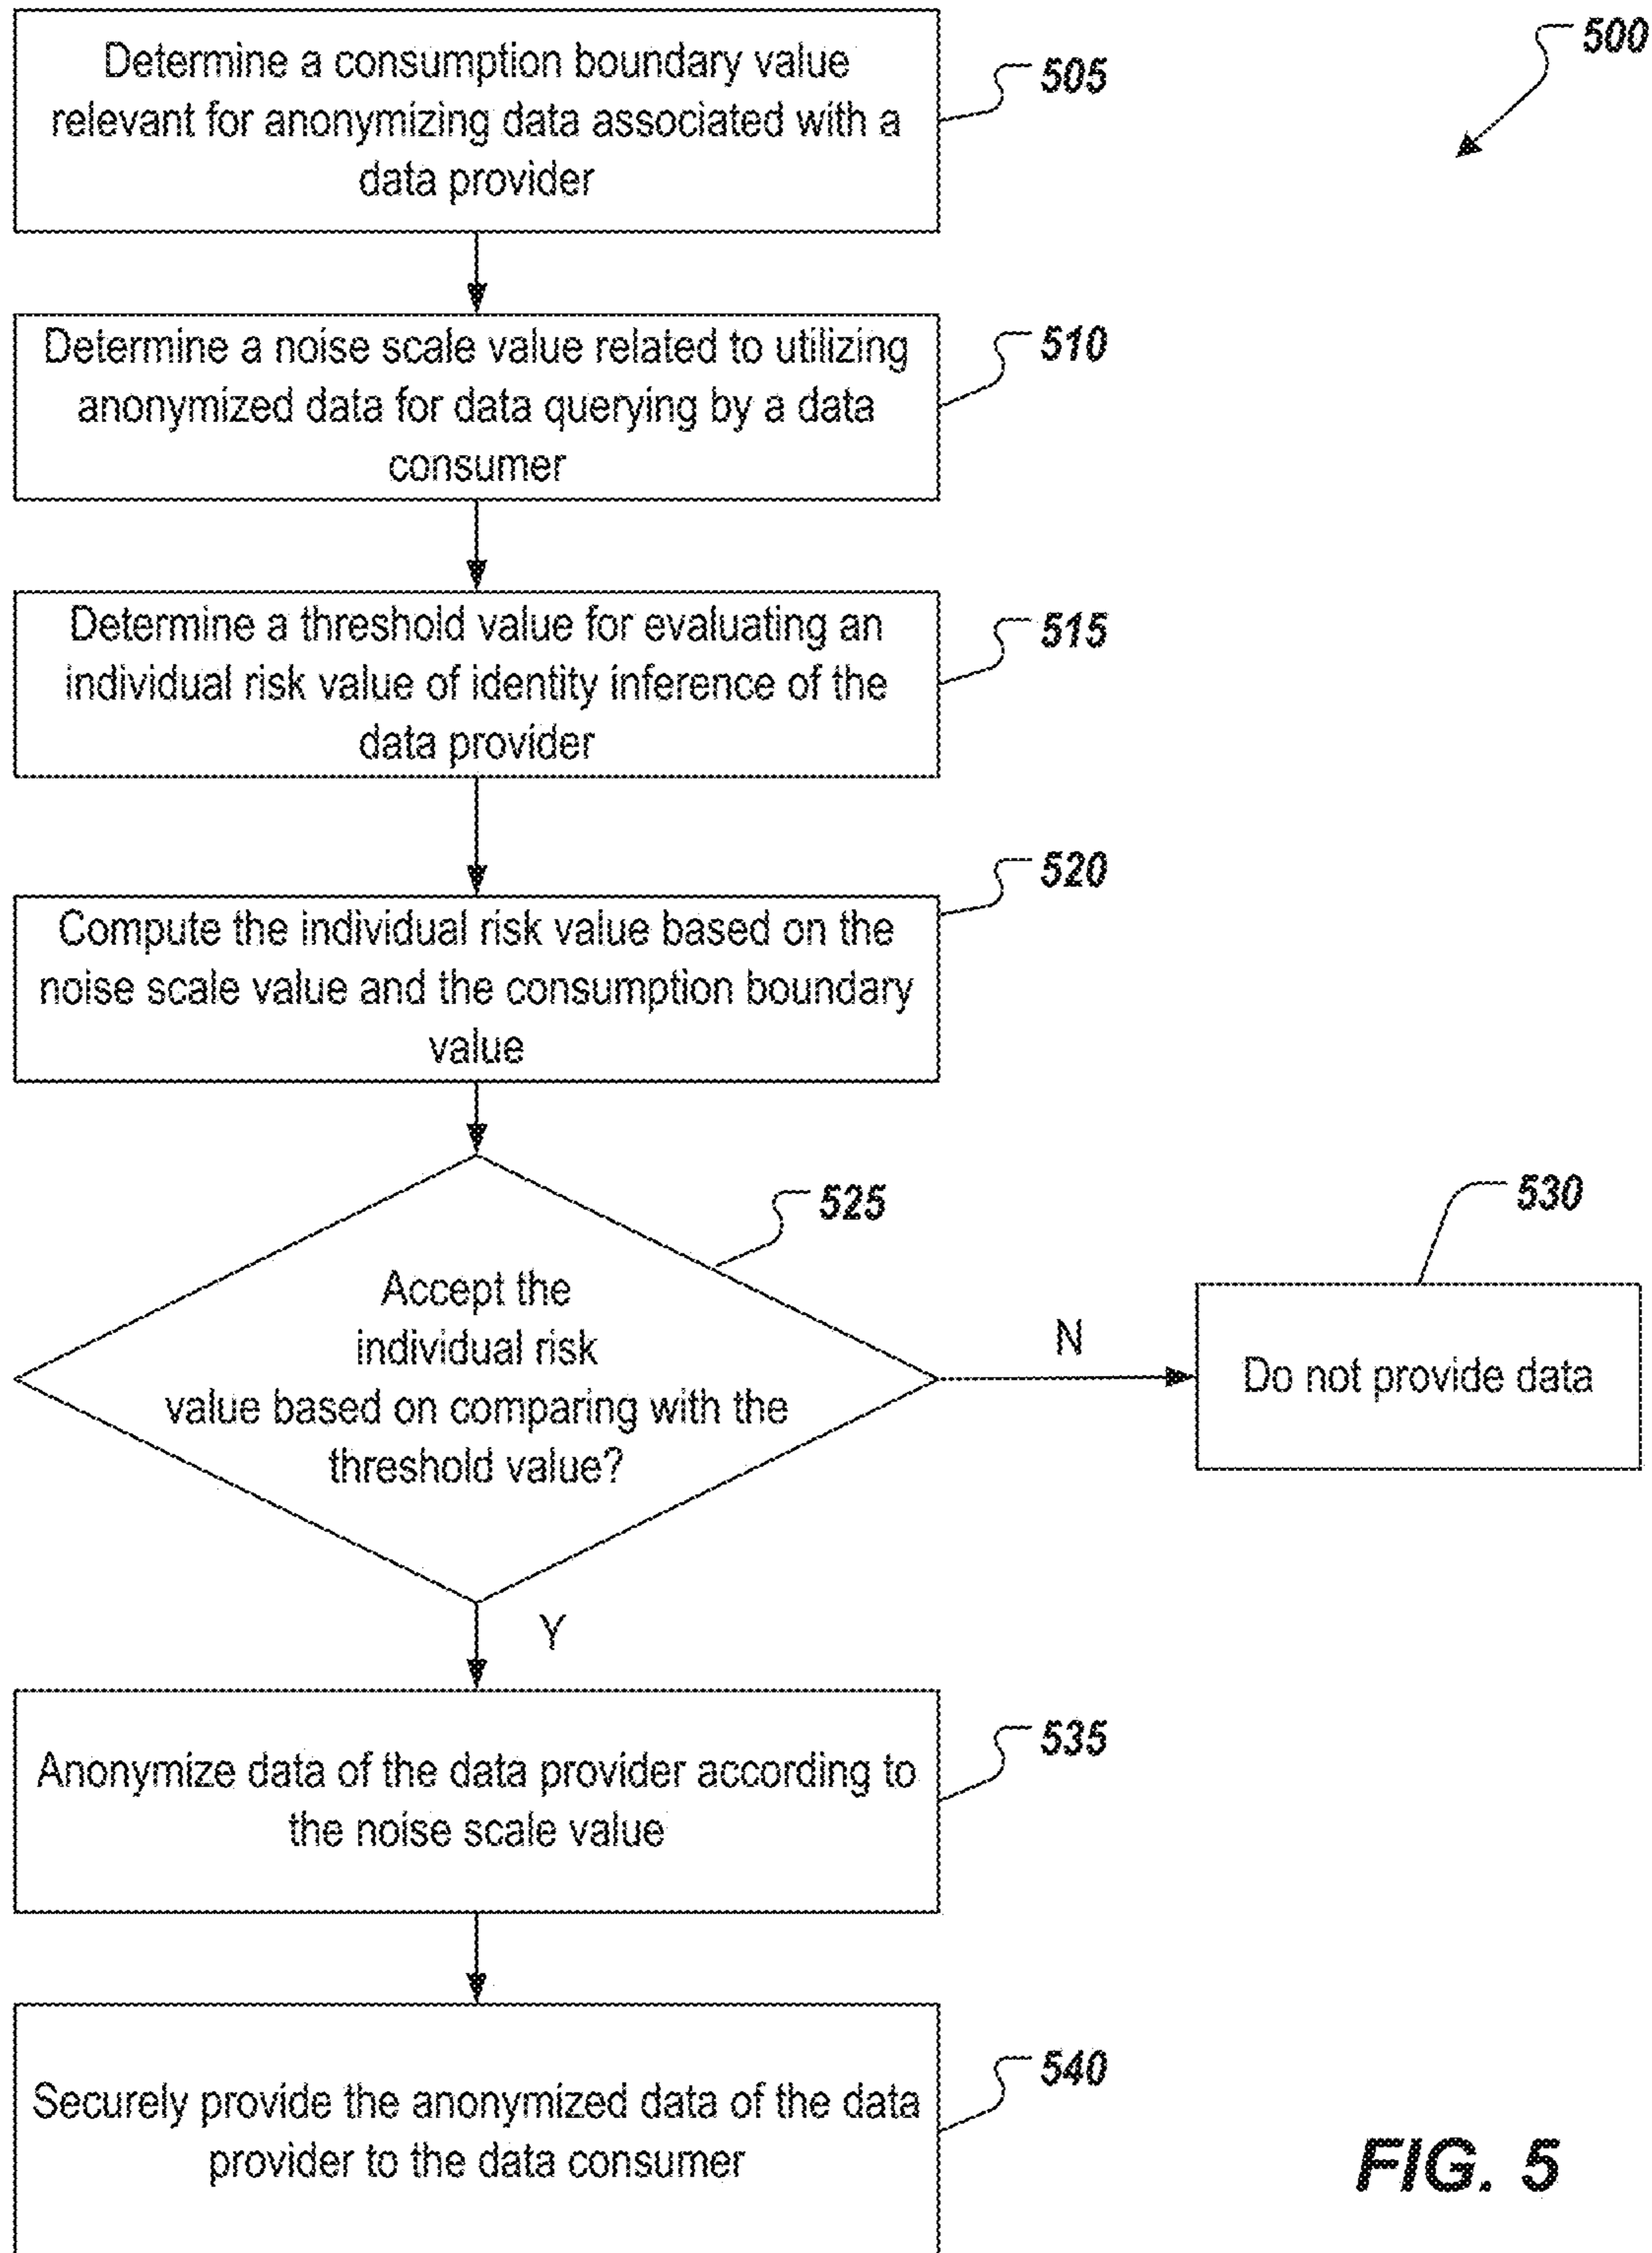 500
Determine a consumption boundary value
relevant for anonymizing data associated with a
data provider
505
Determine a noise scale value related to utilizing
anonymized data for data querying by a data
consumer
510
Determine a threshold value for evaluating an
individual risk value of identity inference of the
data provider
515
Compute the individual risk value based on the
noise scale value and the consumption boundary
value
520
Accept the
individual risk
value based on comparing with the
threshold value?
525
N
Do not provide data
530
Y
Anonymize data of the data provider according to
the noise scale value
535
Securely provide the anonymized data of the data
provider to the data consumer
540
FIG. 5